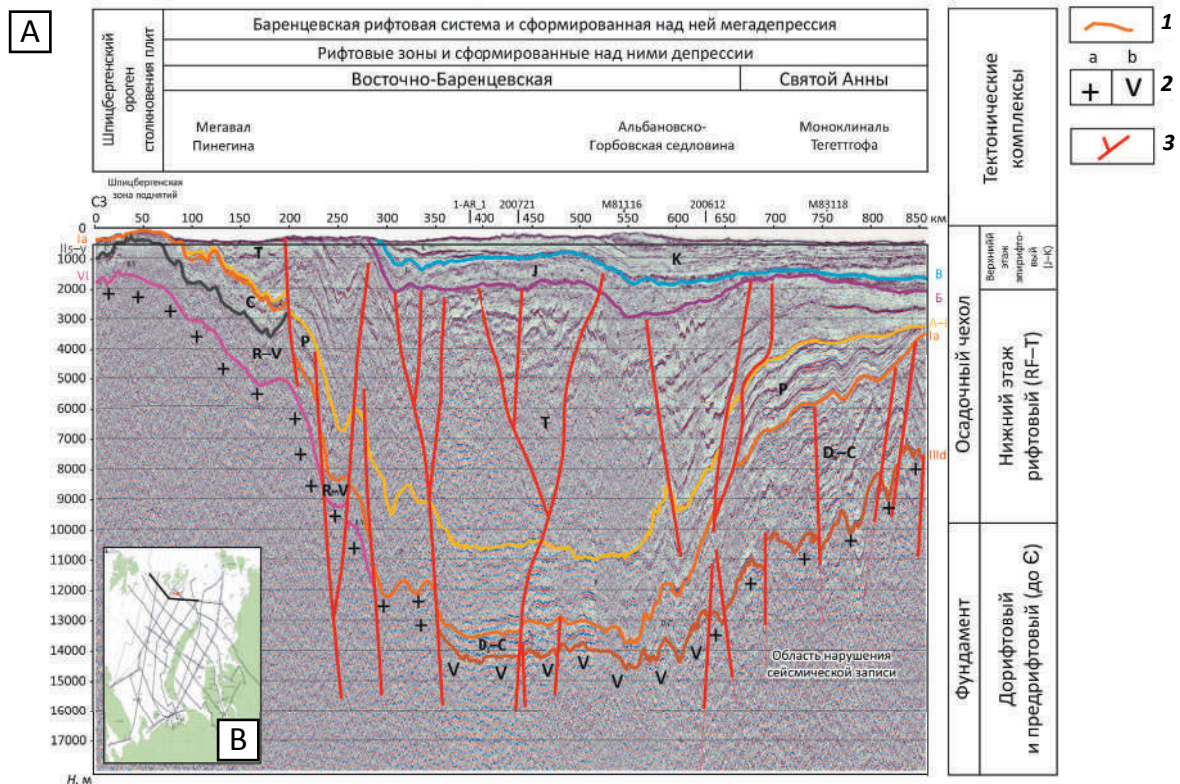 A
Шпицбергенский
ороген
столкновения плит
Баренцевская рифтовая система и сформированная над ней мегадепрессия
Рифтовые зоны и сформированные над ними депрессии
Восточно-Баренцевская
Святой Анны
Мегавал
Пинегина
Альбановско-
Горбовская седловина
Моноклиналь
Тегеттгофа
Тектонические
комплексы
1
a b
+ V 2
3
Шпицбергенская
зона поднятий
СЗ
1-AR_1 200721 M81116 200612 M83118
0 50 100 150 200 250 300 350 400 450 500 550 600 650 700 750 800 850 км
0
1000
2000
3000
4000
5000
6000
7000
8000
9000
10000
11000
12000
13000
14000
15000
16000
17000
H, м
Ia
IIs–v
VI
T
C
P
R–V
R–V
J
K
T
P
D–C
D–C
В
Б
Ia
IIId
Область нарушения
сейсмической записи
B
Осадочный чехол
Верхний
этаж
эпирифто-
вый
(J–K)
Нижний этаж
рифтовый (RF–T)
Фундамент
Дорифтовый
и предрифтовый (до Є)